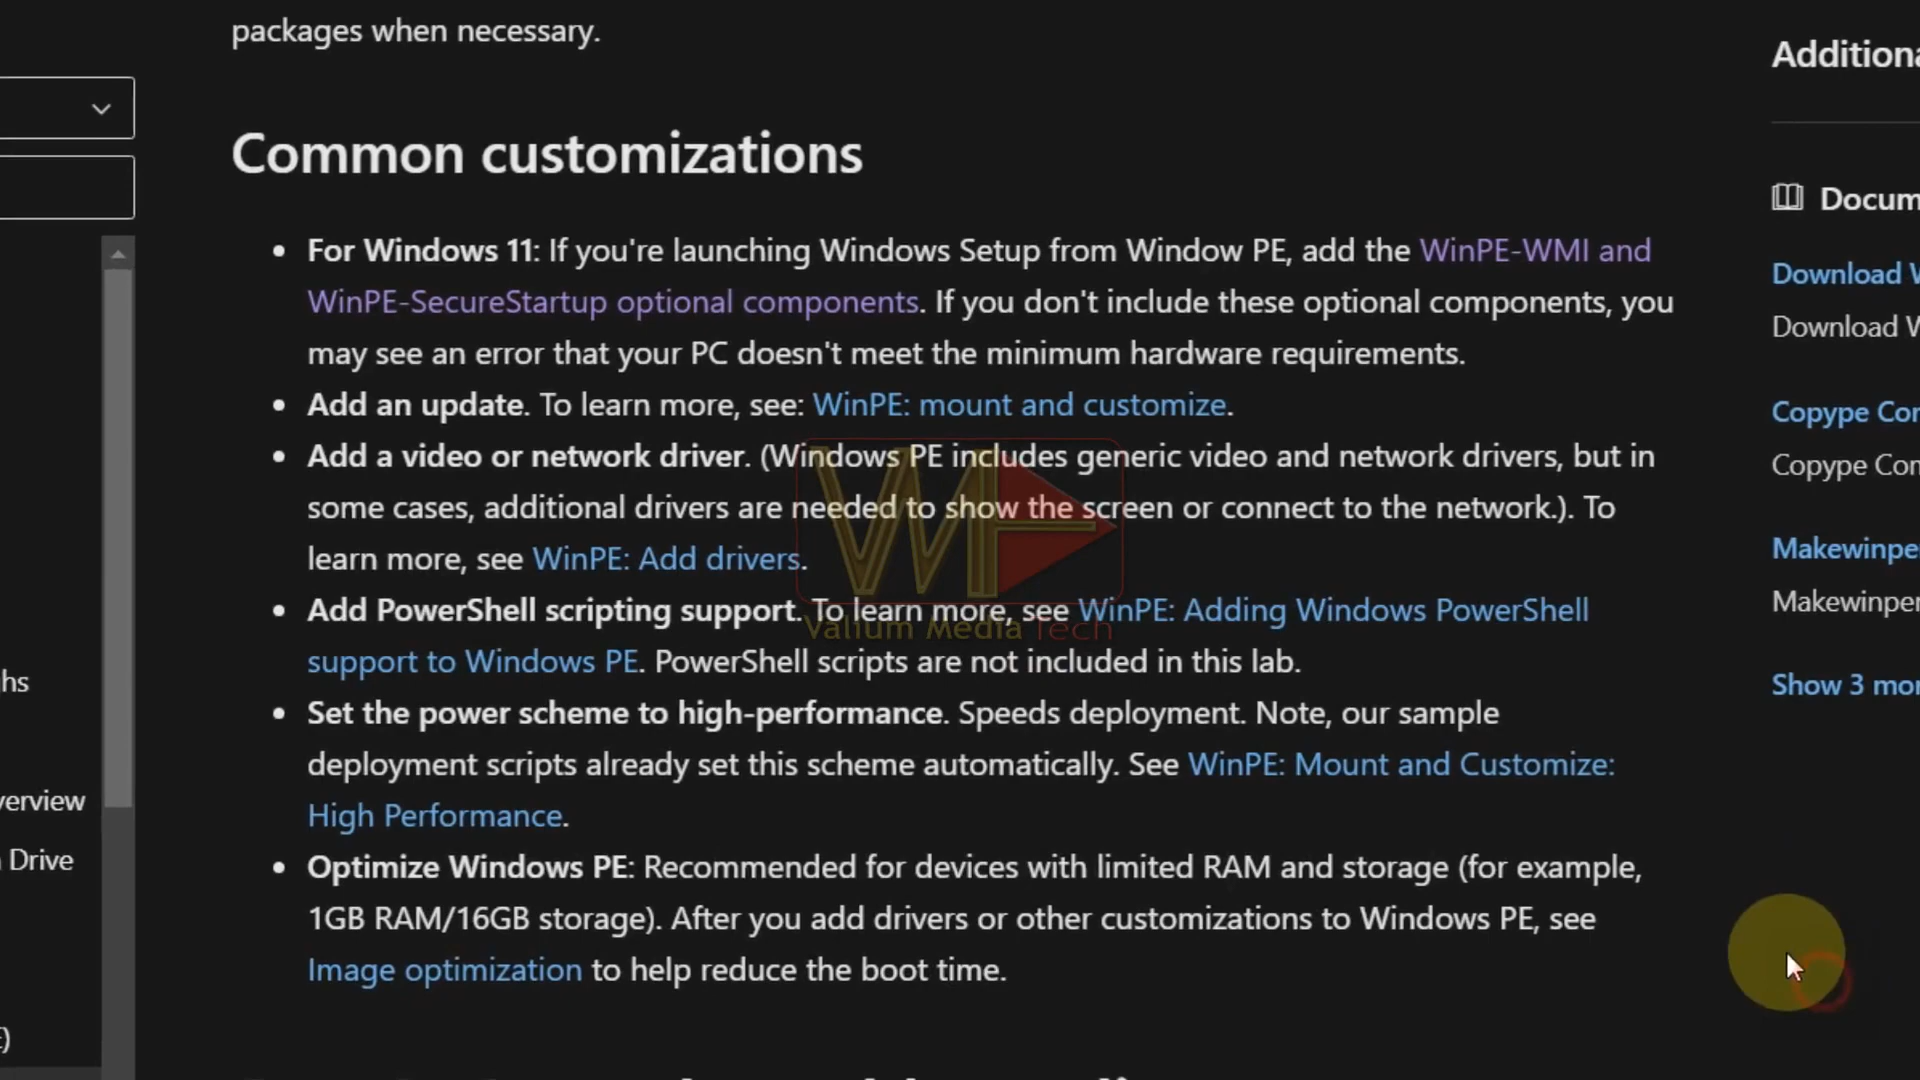 packages when necessary.
Common customizations
For Windows 11: If you're launching Windows Setup from Window PE, add the WinPE-WMI and
WinPE-SecureStartup optional components. If you don't include these optional components, you
may see an error that your PC doesn't meet the minimum hardware requirements.
Add an update. To learn more, see: WinPE: mount and customize.
Add a video or network driver. (Windows PE includes generic video and network drivers, but in
some cases, additional drivers are needed to show the screen or connect to the network.). To
learn more, see WinPE: Add drivers.
Add PowerShell scripting support. To learn more, see WinPE: Adding Windows PowerShell
support to Windows PE. PowerShell scripts are not included in this lab.
Set the power scheme to high-performance. Speeds deployment. Note, our sample
deployment scripts already set this scheme automatically. See WinPE: Mount and Customize:
High Performance.
Optimize Windows PE: Recommended for devices with limited RAM and storage (for example,
1GB RAM/16GB storage). After you add drivers or other customizations to Windows PE, see
Image optimization to help reduce the boot time.
Valium Media Tech
hs
verview
Drive
Additiona
Docum
Download W
Download W
Copype Cor
Copype Con
Makewinpe
Makewinper
Show 3 mor